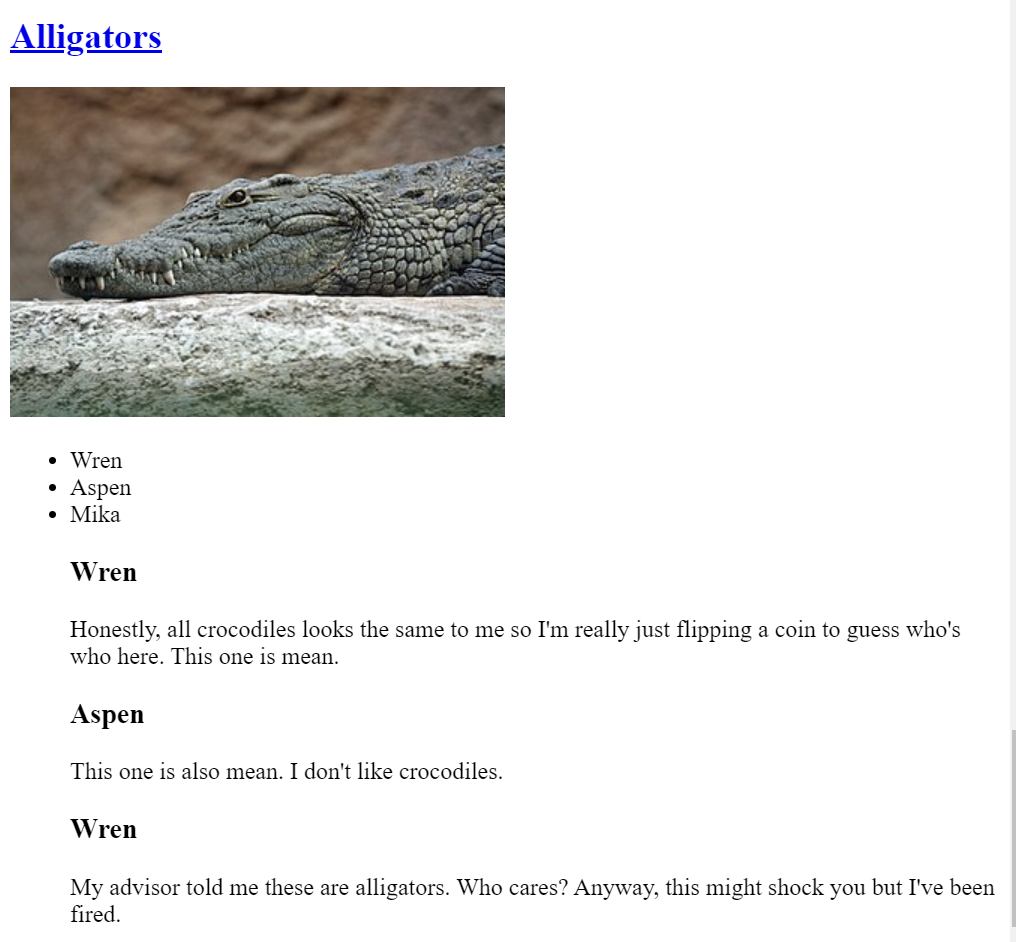 Alligators
Wren
Aspen
Mika
Wren
Honestly, all crocodiles looks the same to me so I'm really just flipping a coin to guess who's
who here. This one is mean.
Aspen
This one is also mean. I don't like crocodiles.
Wren
My advisor told me these are alligators. Who cares? Anyway, this might shock you but I've been
fired.